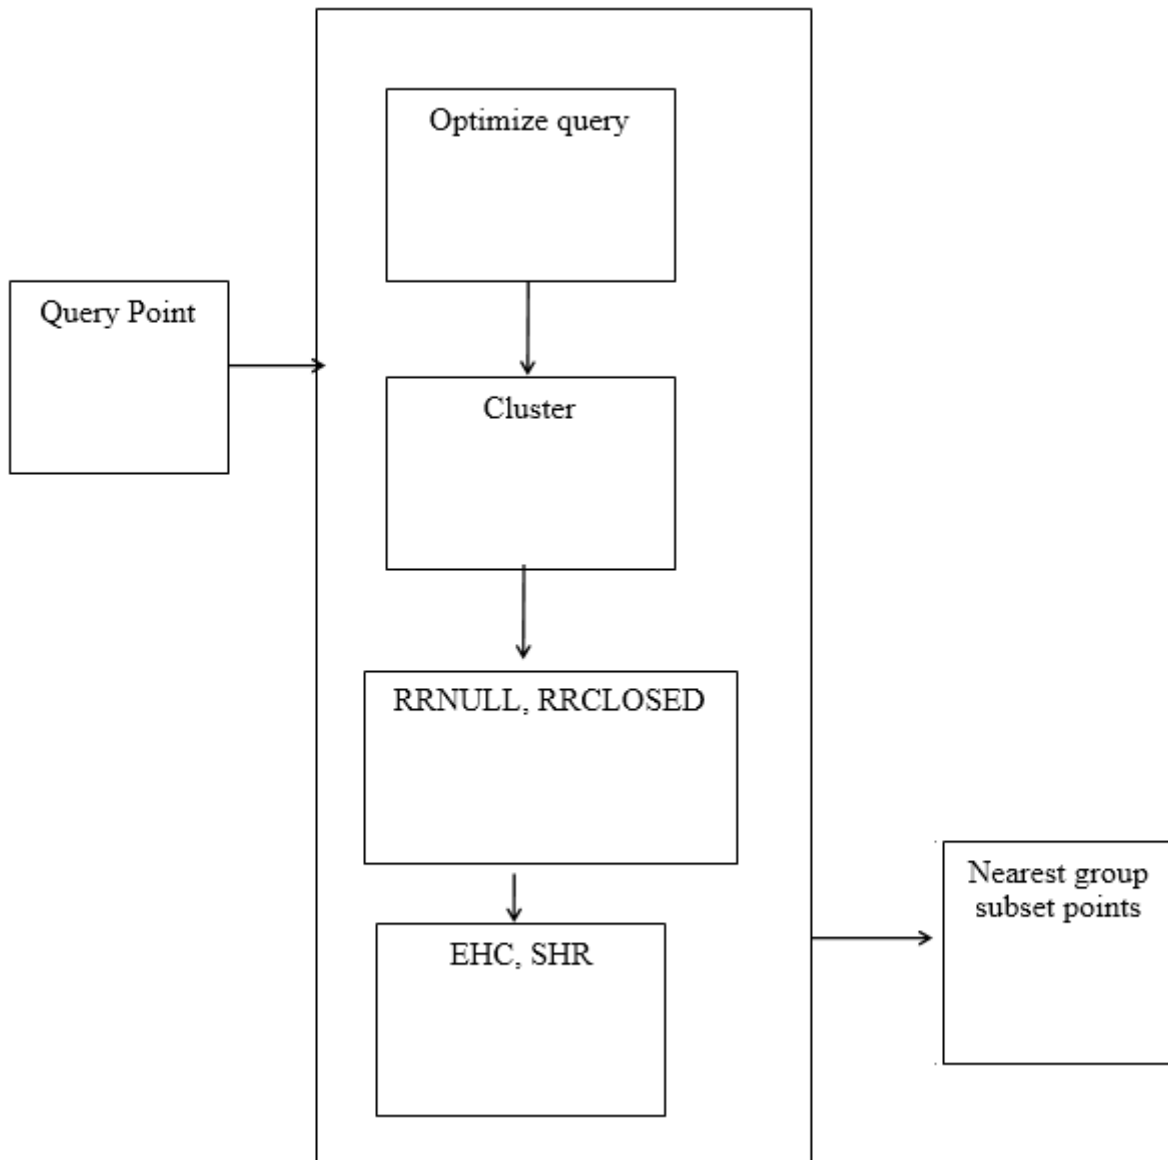 Optimize query
Query Point
Cluster
RRNULL, RRCLOSED
Nearest group
subset points
EHC, SHR